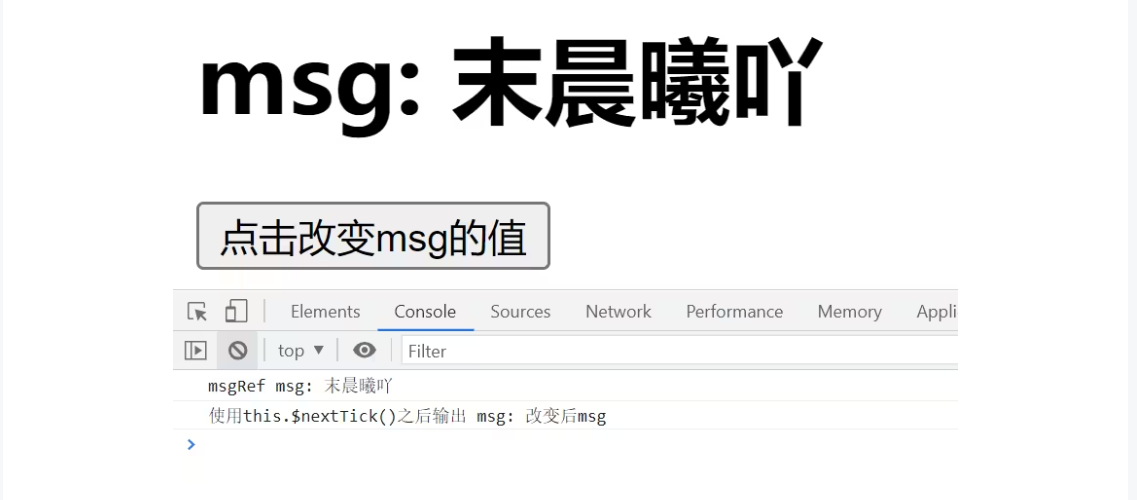 msg: 末晨曦吖
点击改变msg的值
Elements Console Sources Network Performance Memory Appli
top ▼ Filter
msgRef msg: 末晨曦吖
使用this.$nextTick()之后输出 msg: 改变后msg
>